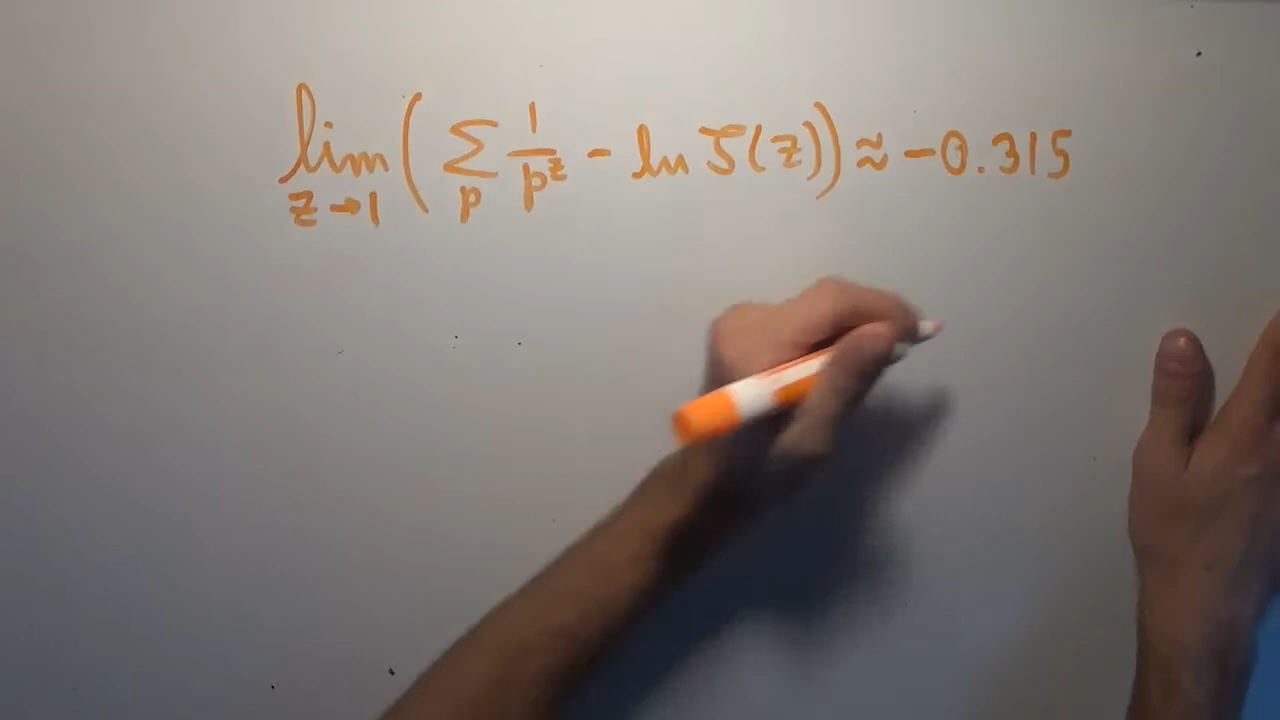 lim z→1 ( ∑ p 1/p^z - ln ζ(z)) ≈ -0.315